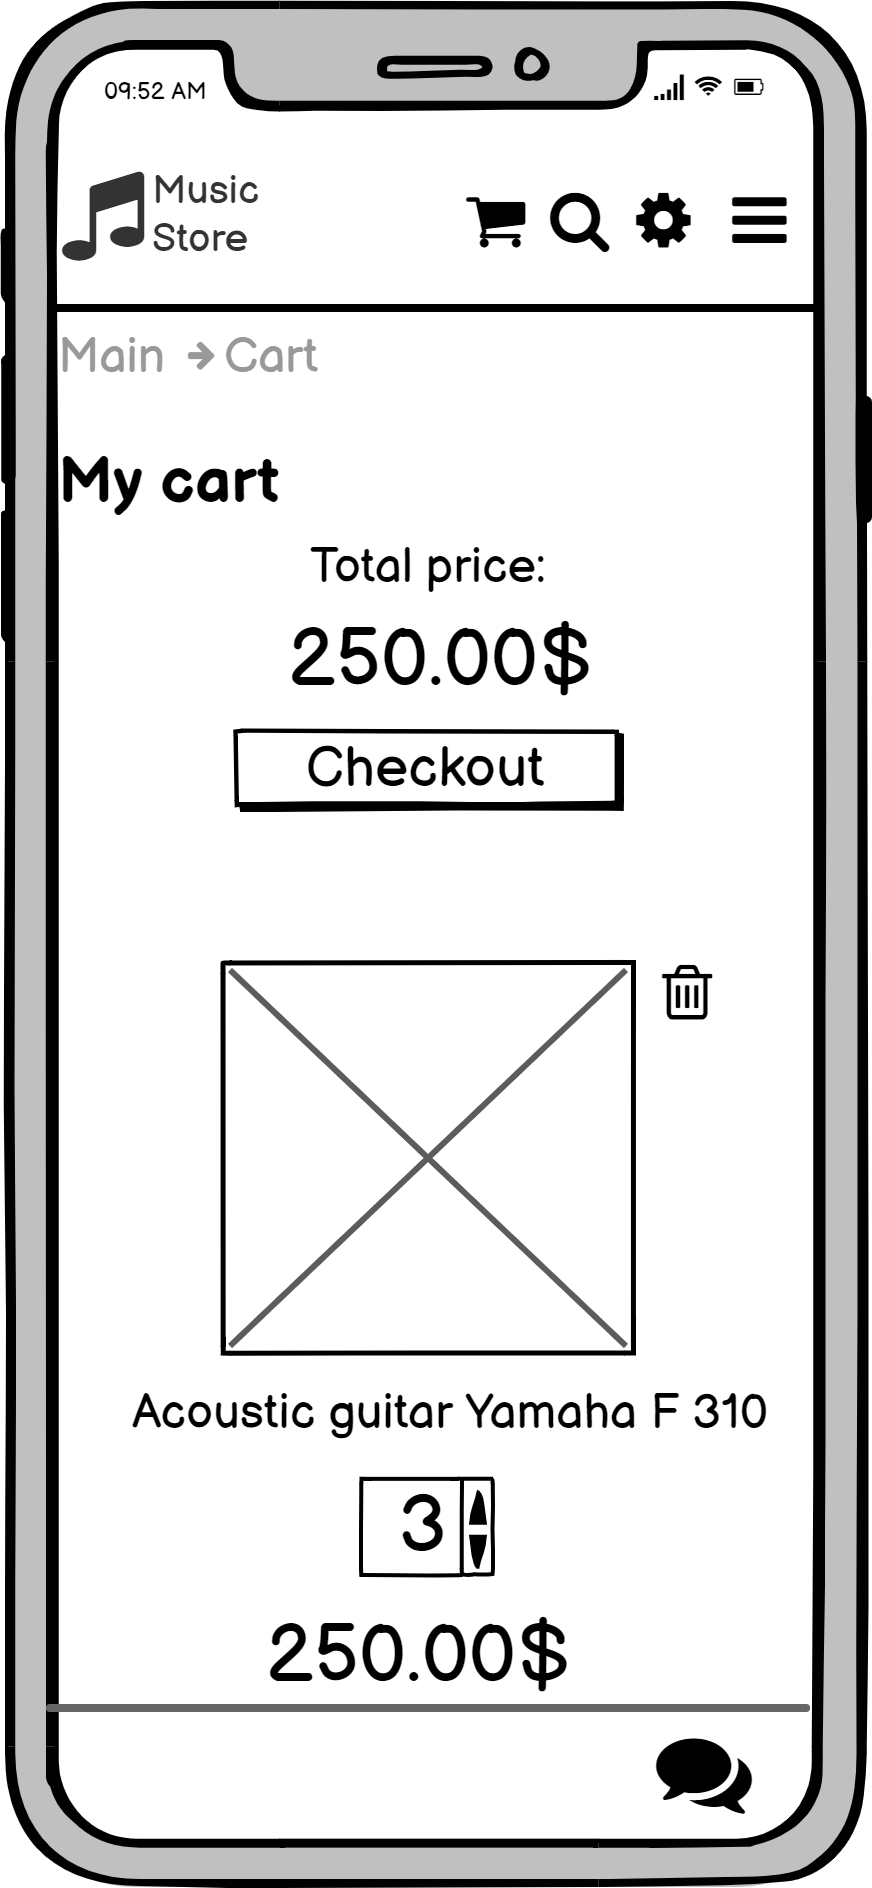 09:52 AM
Music
Store
Main Cart
My cart
Total price:
250.00$
Checkout
Acoustic guitar Yamaha F 310
3
250.00$